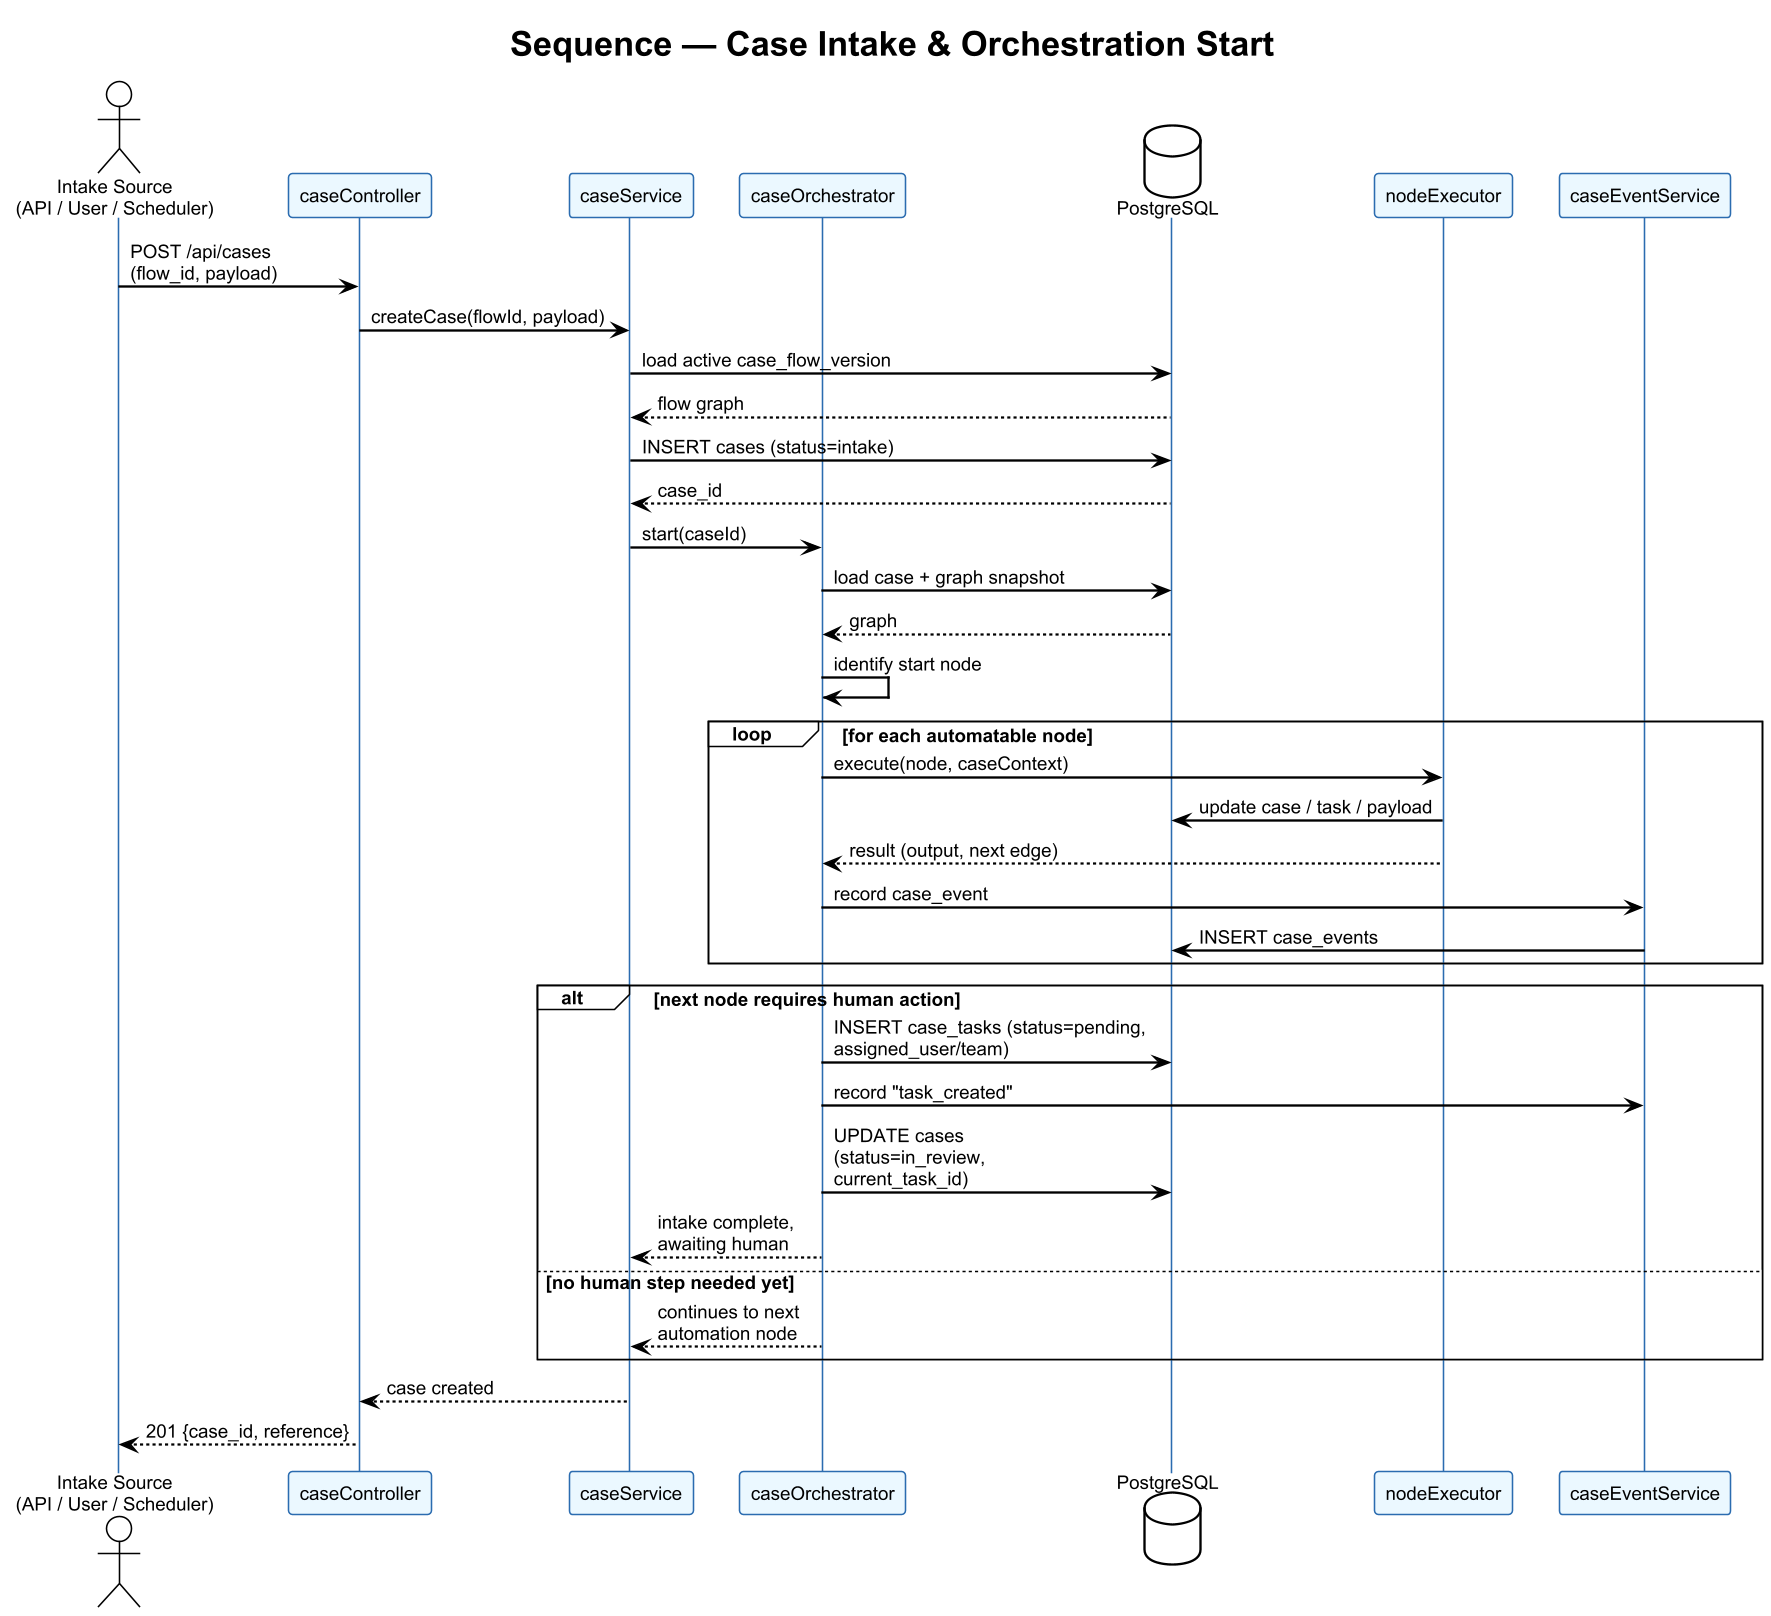 Sequence — Case Intake & Orchestration Start
Intake Source
(API / User / Scheduler)
caseController
caseService
caseOrchestrator
PostgreSQL
nodeExecutor
caseEventService
POST /api/cases
(flow_id, payload)
createCase(flowId, payload)
load active case_flow_version
flow graph
INSERT cases (status=intake)
case_id
start(caseId)
load case + graph snapshot
graph
identify start node
loop
[for each automatable node]
execute(node, caseContext)
update case / task / payload
result (output, next edge)
record case_event
INSERT case_events
alt
[next node requires human action]
INSERT case_tasks (status=pending,
assigned_user/team)
record "task_created"
UPDATE cases
(status=in_review,
current_task_id)
intake complete,
awaiting human
[no human step needed yet]
continues to next
automation node
case created
201 {case_id, reference}
Intake Source
(API / User / Scheduler)
caseController
caseService
caseOrchestrator
PostgreSQL
nodeExecutor
caseEventService